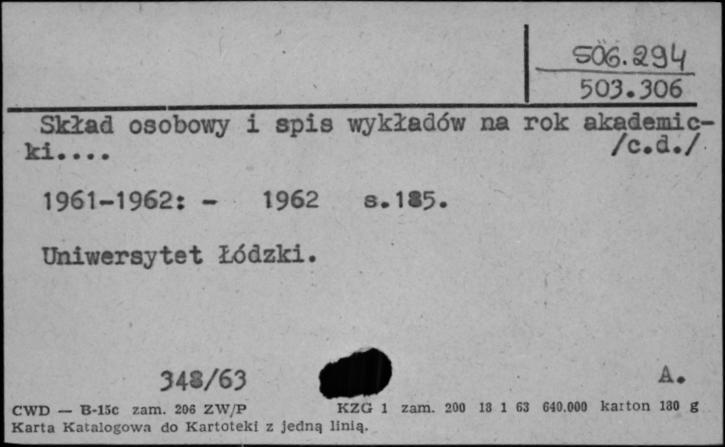 506.294
503.306
Skład osobowy i spis wykładów na rok akademic-
ki.... /c.d./
1961-1962: - 1962 s.185.
Uniwersytet Łódzki.
348/63 A.
CWD — B-15c zam. 206 ZW/P KZG 1 zam. 200 18 1 63 640.000 karton 180 g
Karta Katalogowa do Kartoteki z jedną linią.